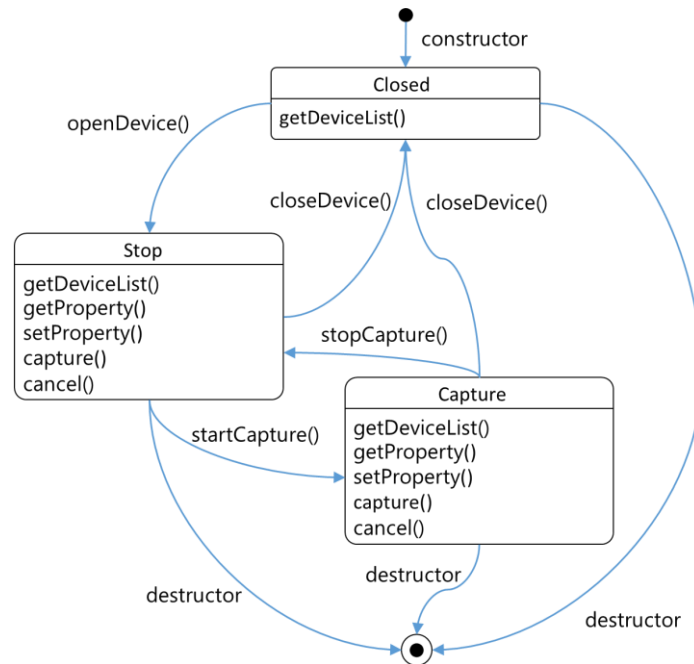 constructor
Closed
getDeviceList()
openDevice()
closeDevice()
closeDevice()
Stop
getDeviceList()
getProperty()
setProperty()
capture()
cancel()
stopCapture()
Capture
getDeviceList()
getProperty()
setProperty()
capture()
cancel()
startCapture()
destructor
destructor
destructor